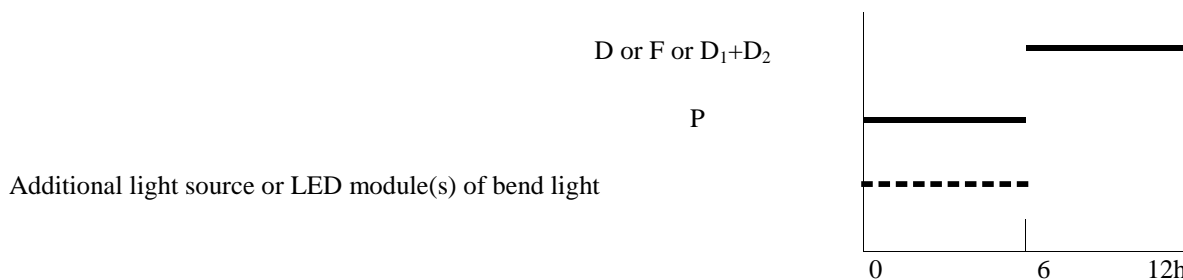 D or F or D₁+D₂
P
Additional light source or LED module(s) of bend light
0 6 12h